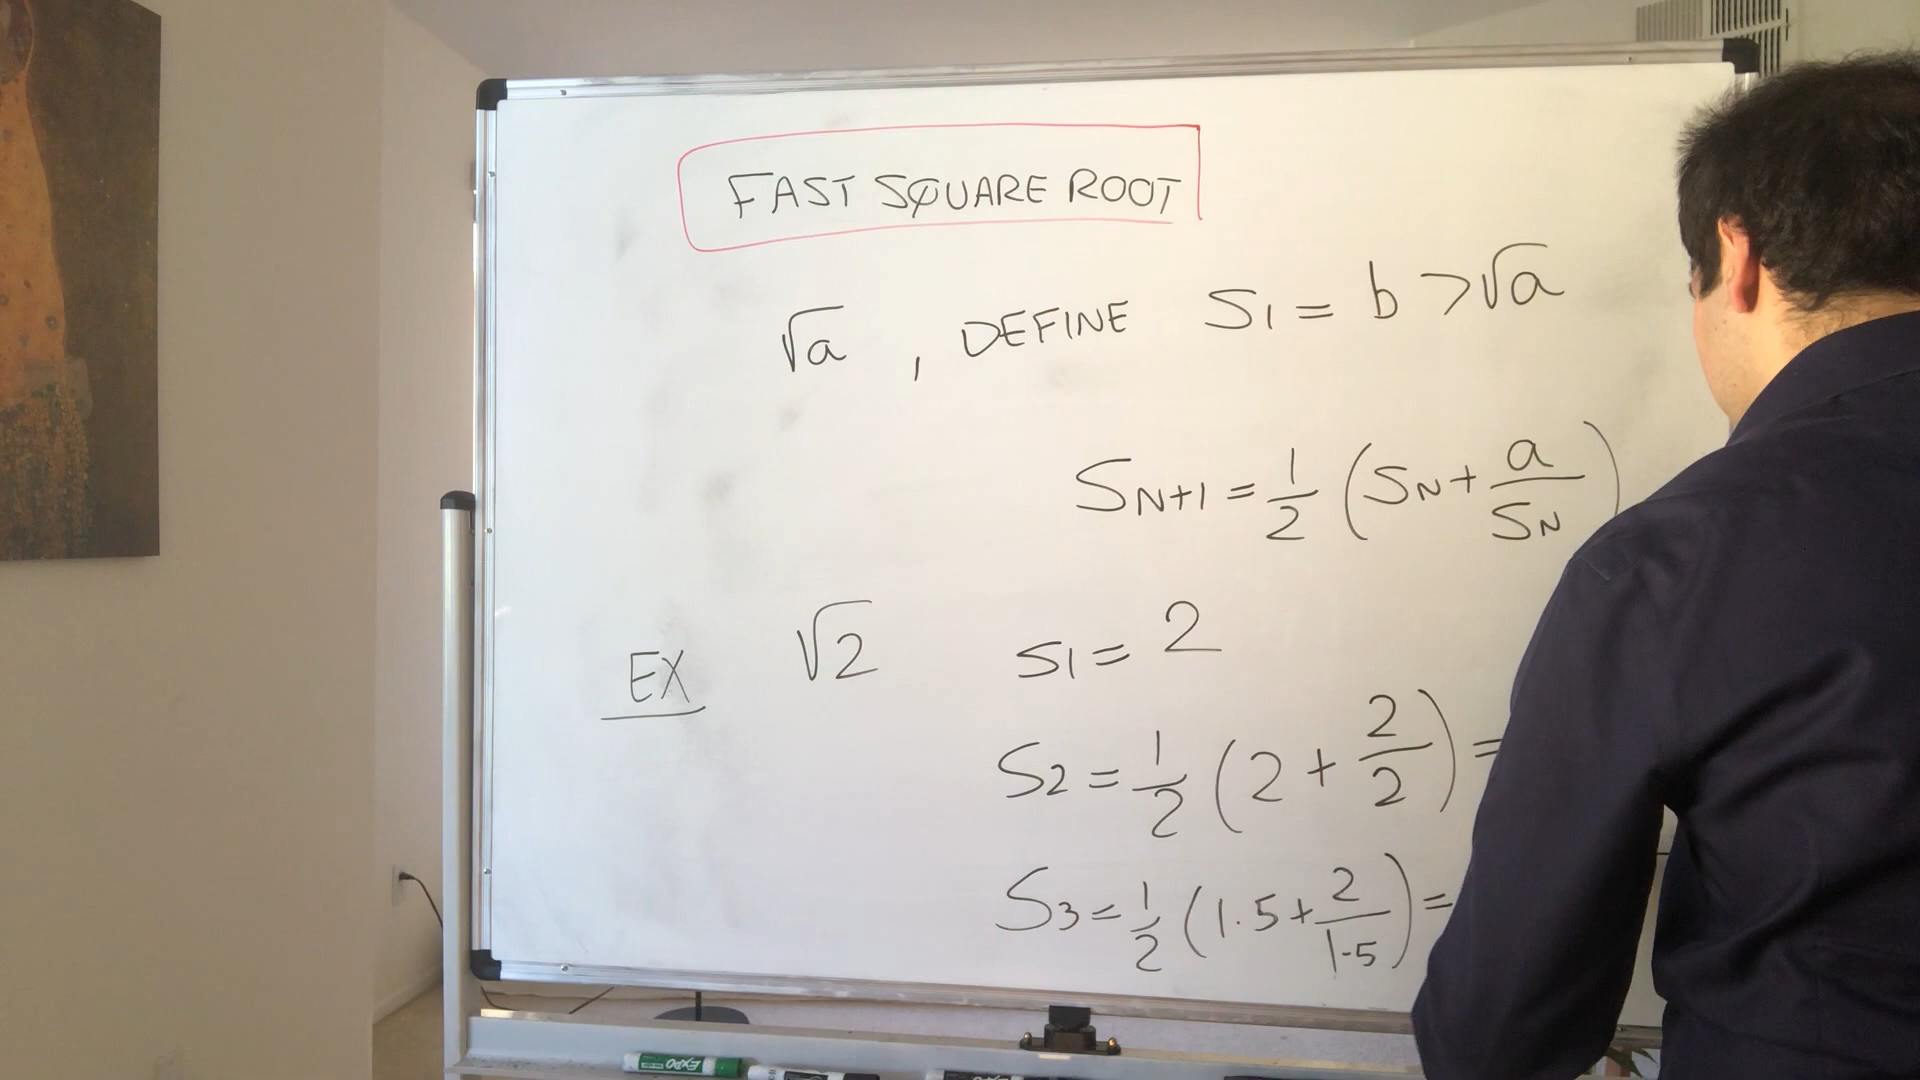 FAST SQUARE ROOT
√a , DEFINE S1 = b > √a
SN+1 = 1/2 (SN + a/SN)
EX √2 S1 = 2
S2 = 1/2 (2 + 2/2) =
S3 = 1/2 (1.5 + 2/1.5) =
EXPO